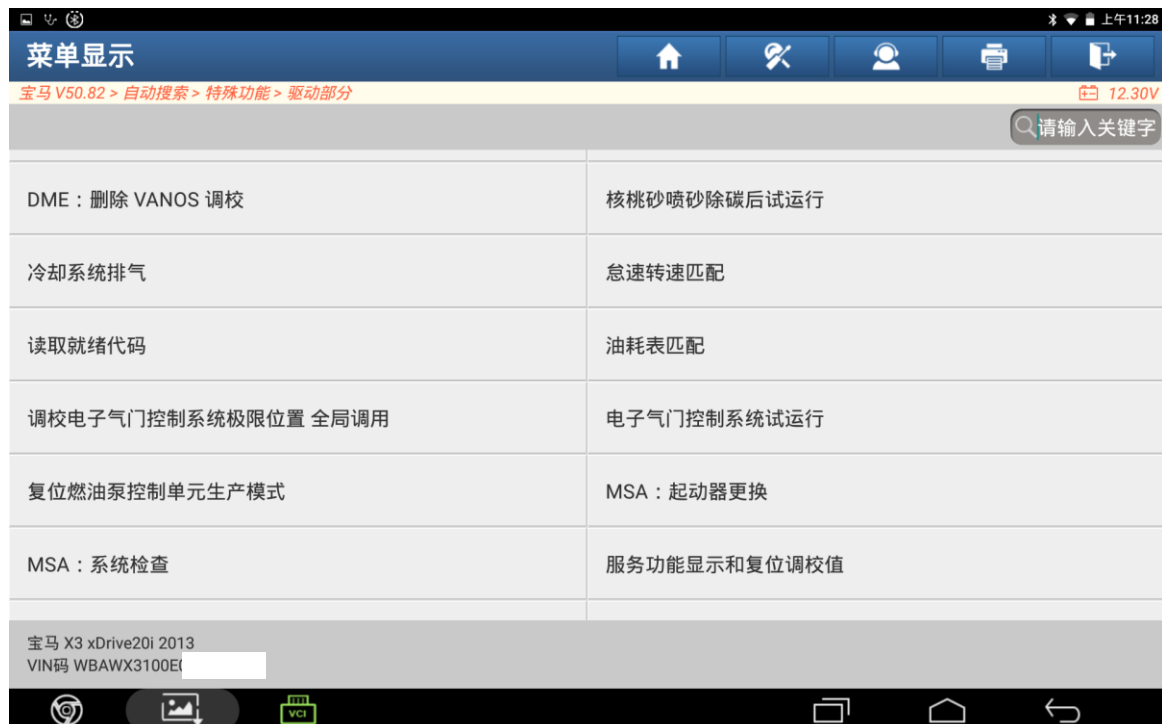 上午11:28
菜单显示
宝马 V50.82 > 自动搜索 > 特殊功能 > 驱动部分
12.30V
请输入关键字
DME：删除 VANOS 调校
核桃砂喷砂除碳后试运行
冷却系统排气
怠速转速匹配
读取就绪代码
油耗表匹配
调校电子气门控制系统极限位置 全局调用
电子气门控制系统试运行
复位燃油泵控制单元生产模式
MSA：起动器更换
MSA：系统检查
服务功能显示和复位调校值
宝马 X3 xDrive20i 2013
VIN码 WBAWX3100E0
VCI